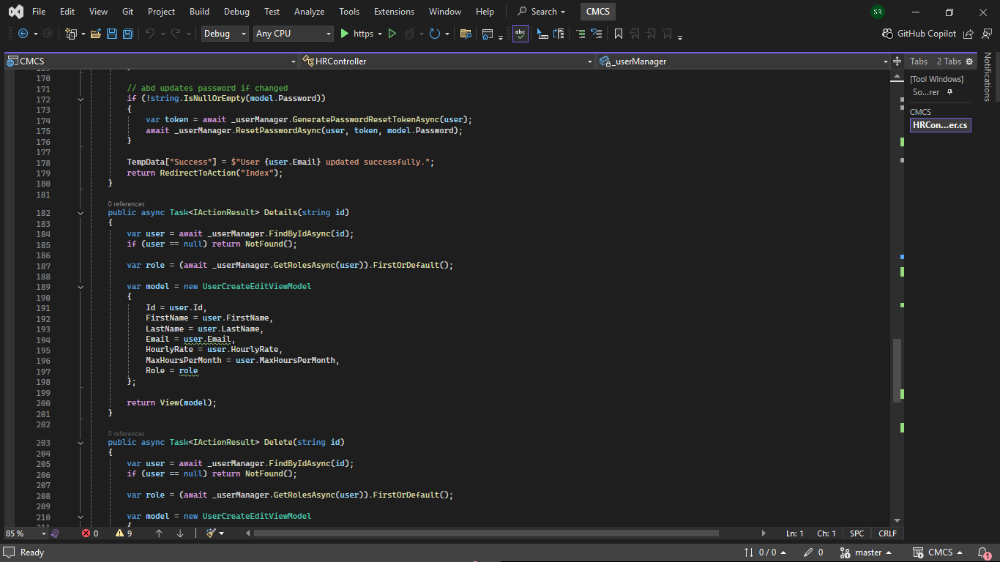 File Edit View Git Project Build Debug Test Analyze Tools Extensions Window Help Search CMCS SR
Debug Any CPU https abc GitHub Copilot
CMCS HRController _userManager Tabs 2 Tabs Notifications
[Tool Windows]
So...rer
CMCS
HRCon...er.cs
170
171 // abd updates password if changed
172 if (!string.IsNullOrEmpty(model.Password))
173 {
174 var token = await _userManager.GeneratePasswordResetTokenAsync(user);
175 await _userManager.ResetPasswordAsync(user, token, model.Password);
176 }
177
178 TempData["Success"] = $"User {user.Email} updated successfully.";
179 return RedirectToAction("Index");
180 }
181
0 references
182 public async Task<IActionResult> Details(string id)
183 {
184 var user = await _userManager.FindByIdAsync(id);
185 if (user == null) return NotFound();
186
187 var role = (await _userManager.GetRolesAsync(user)).FirstOrDefault();
188
189 var model = new UserCreateEditViewModel
190 {
191 Id = user.Id,
192 FirstName = user.FirstName,
193 LastName = user.LastName,
194 Email = user.Email,
195 HourlyRate = user.HourlyRate,
196 MaxHoursPerMonth = user.MaxHoursPerMonth,
197 Role = role
198 };
199
200 return View(model);
201 }
202
0 references
203 public async Task<IActionResult> Delete(string id)
204 {
205 var user = await _userManager.FindByIdAsync(id);
206 if (user == null) return NotFound();
207
208 var role = (await _userManager.GetRolesAsync(user)).FirstOrDefault();
209
210 var model = new UserCreateEditViewModel
{
85 % 0 9 Ln: 1 Ch: 1 SPC CRLF
Ready 0 / 0 0 master CMCS 1